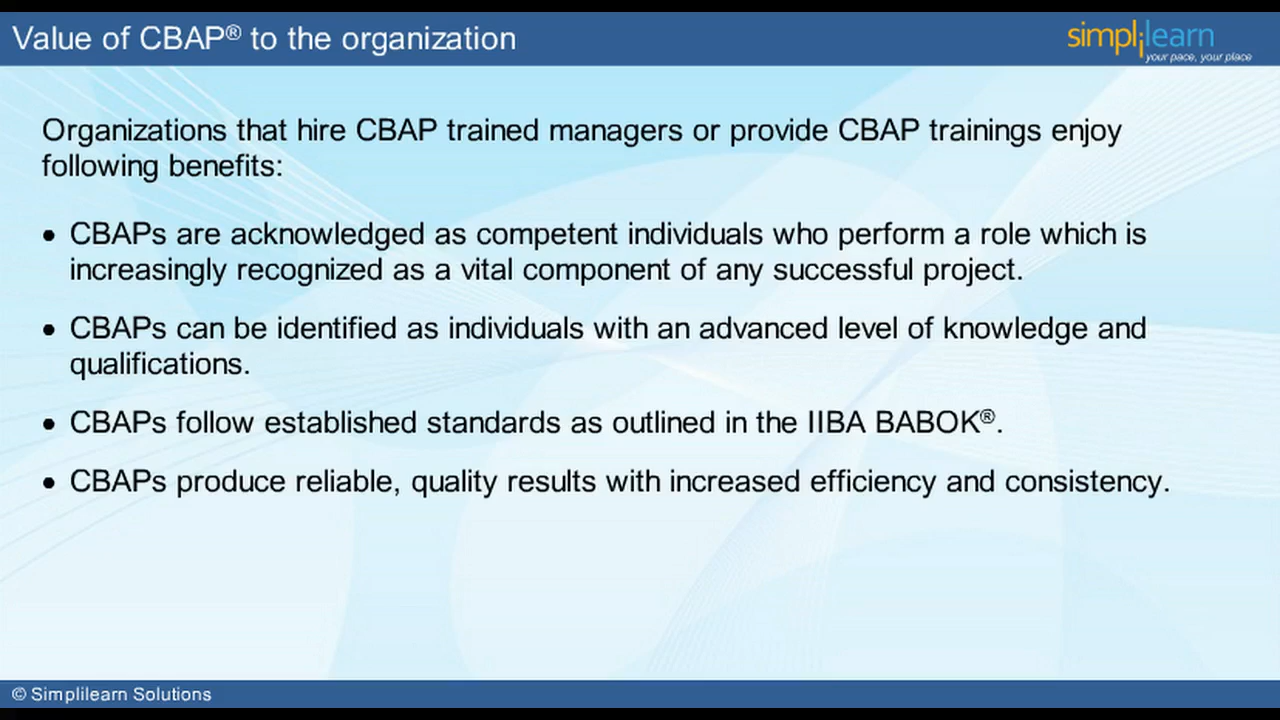 Value of CBAP® to the organization
simplilearn
your pace, your place
Organizations that hire CBAP trained managers or provide CBAP trainings enjoy
following benefits:
• CBAPs are acknowledged as competent individuals who perform a role which is
increasingly recognized as a vital component of any successful project.
• CBAPs can be identified as individuals with an advanced level of knowledge and
qualifications.
• CBAPs follow established standards as outlined in the IIBA BABOK®.
• CBAPs produce reliable, quality results with increased efficiency and consistency.
© Simplilearn Solutions